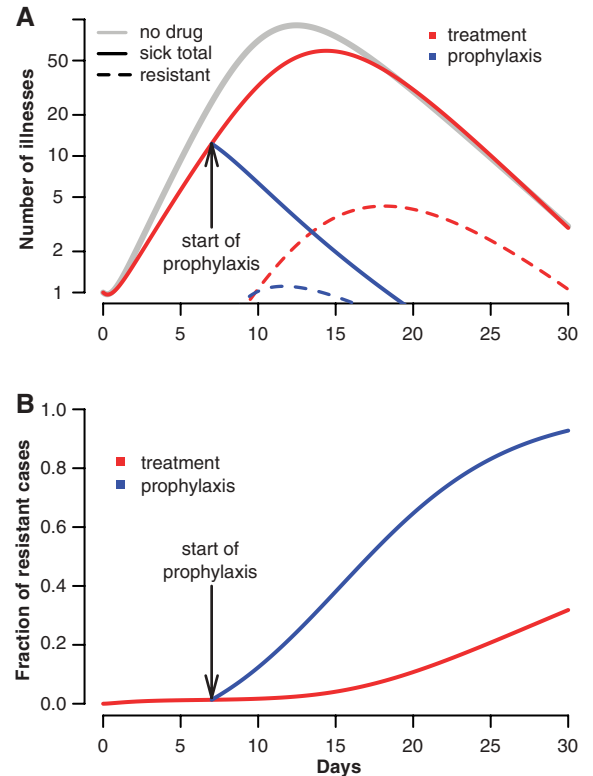 A
Number of illnesses
50
20
10
5
2
1
no drug
sick total
resistant
treatment
prophylaxis
start of
prophylaxis
0 5 10 15 20 25 30
B
Fraction of resistant cases
1.0
0.8
0.6
0.4
0.2
0.0
treatment
prophylaxis
start of
prophylaxis
0 5 10 15 20 25 30
Days